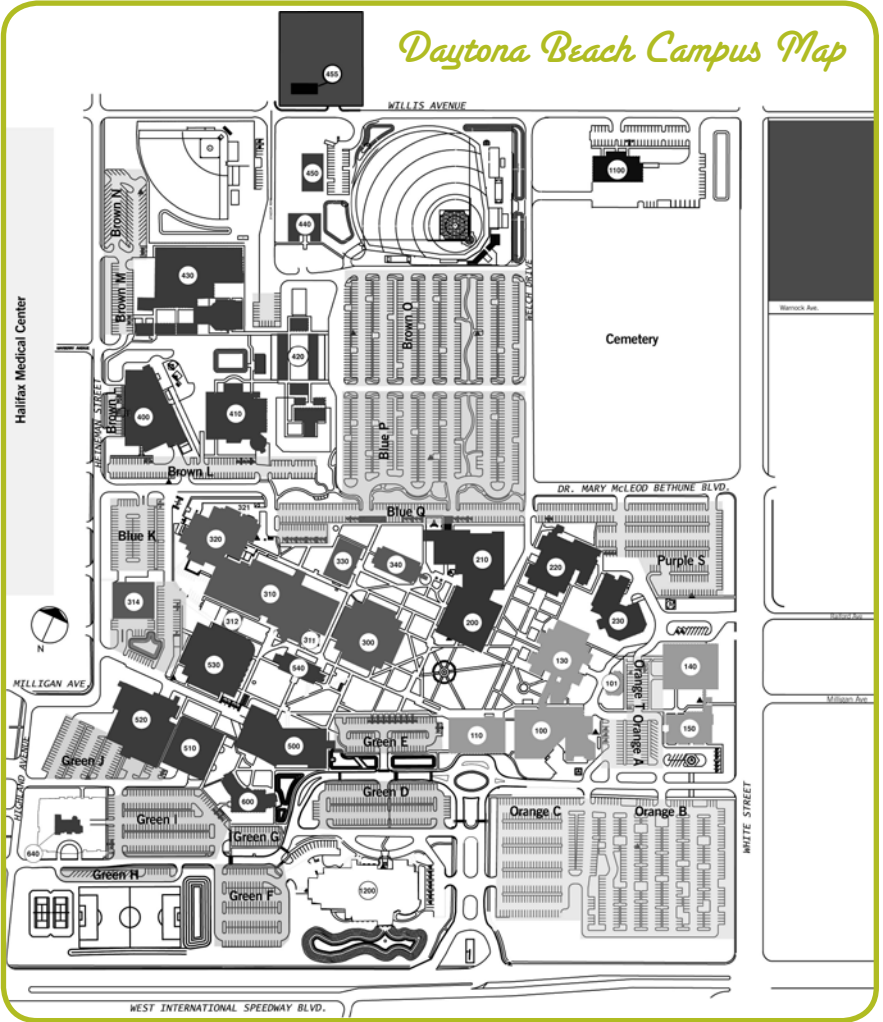 Daytona Beach Campus Map
455
WILLIS AVENUE
450
1100
Brown N
440
Halifax Medical Center
430
WELCH DRIVE
Brown M
Warnock Ave.
Brown O
Cemetery
420
HEINEMAN STREET
Brown L
400
410
Blue P
Brown L
DR. MARY McLEOD BETHUNE BLVD.
321
Blue Q
Blue K
320
330
340
210
220
Purple S
314
310
312
311
300
200
230
N
530
540
130
140
101
Orange T
MILLIGAN AVE.
Milligan Ave
520
510
500
Green E
110
100
Orange A
150
Green J
HIGHLAND AVENUE
600
Green D
Green I
Orange C
Orange B
WHITE STREET
Green G
640
Green H
Green F
1200
1
WEST INTERNATIONAL SPEEDWAY BLVD.